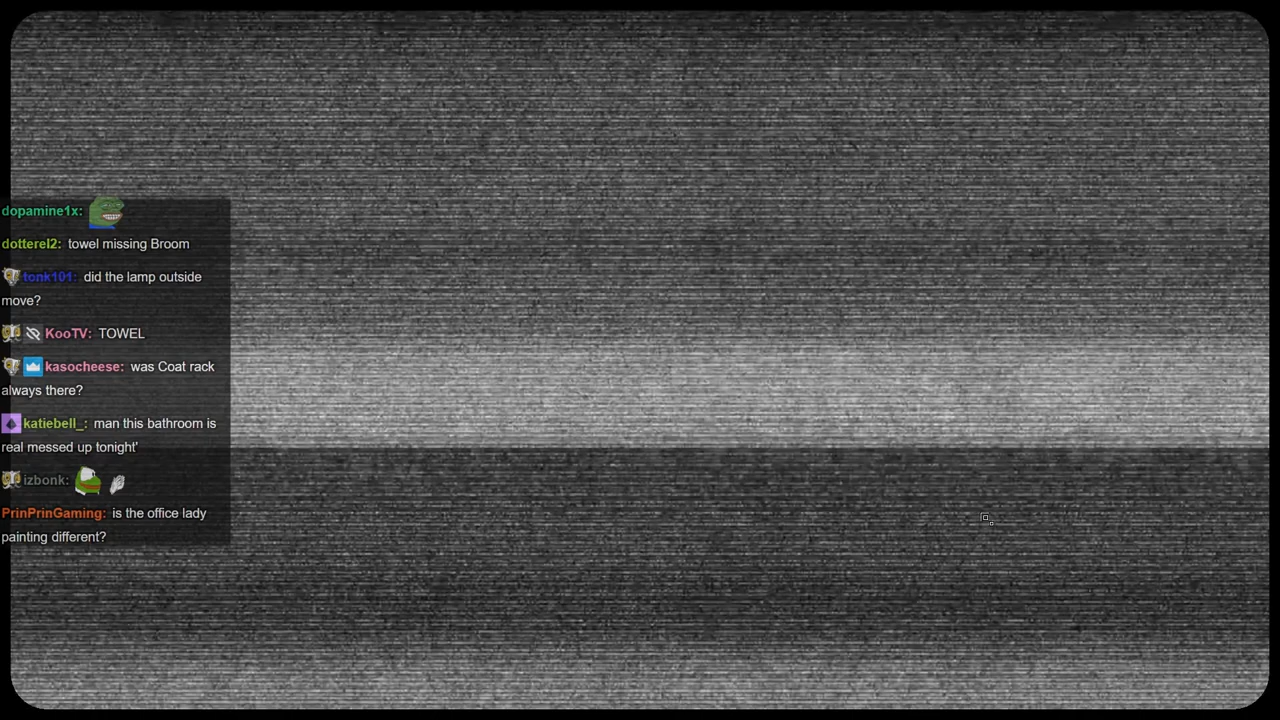 dopamine1x:
dotterel2: towel missing Broom
tonk101: did the lamp outside
move?
KooTV: TOWEL
kasocheese: was Coat rack
always there?
katiebell_: man this bathroom is
real messed up tonight'
izbonk:
PrinPrinGaming: is the office lady
painting different?